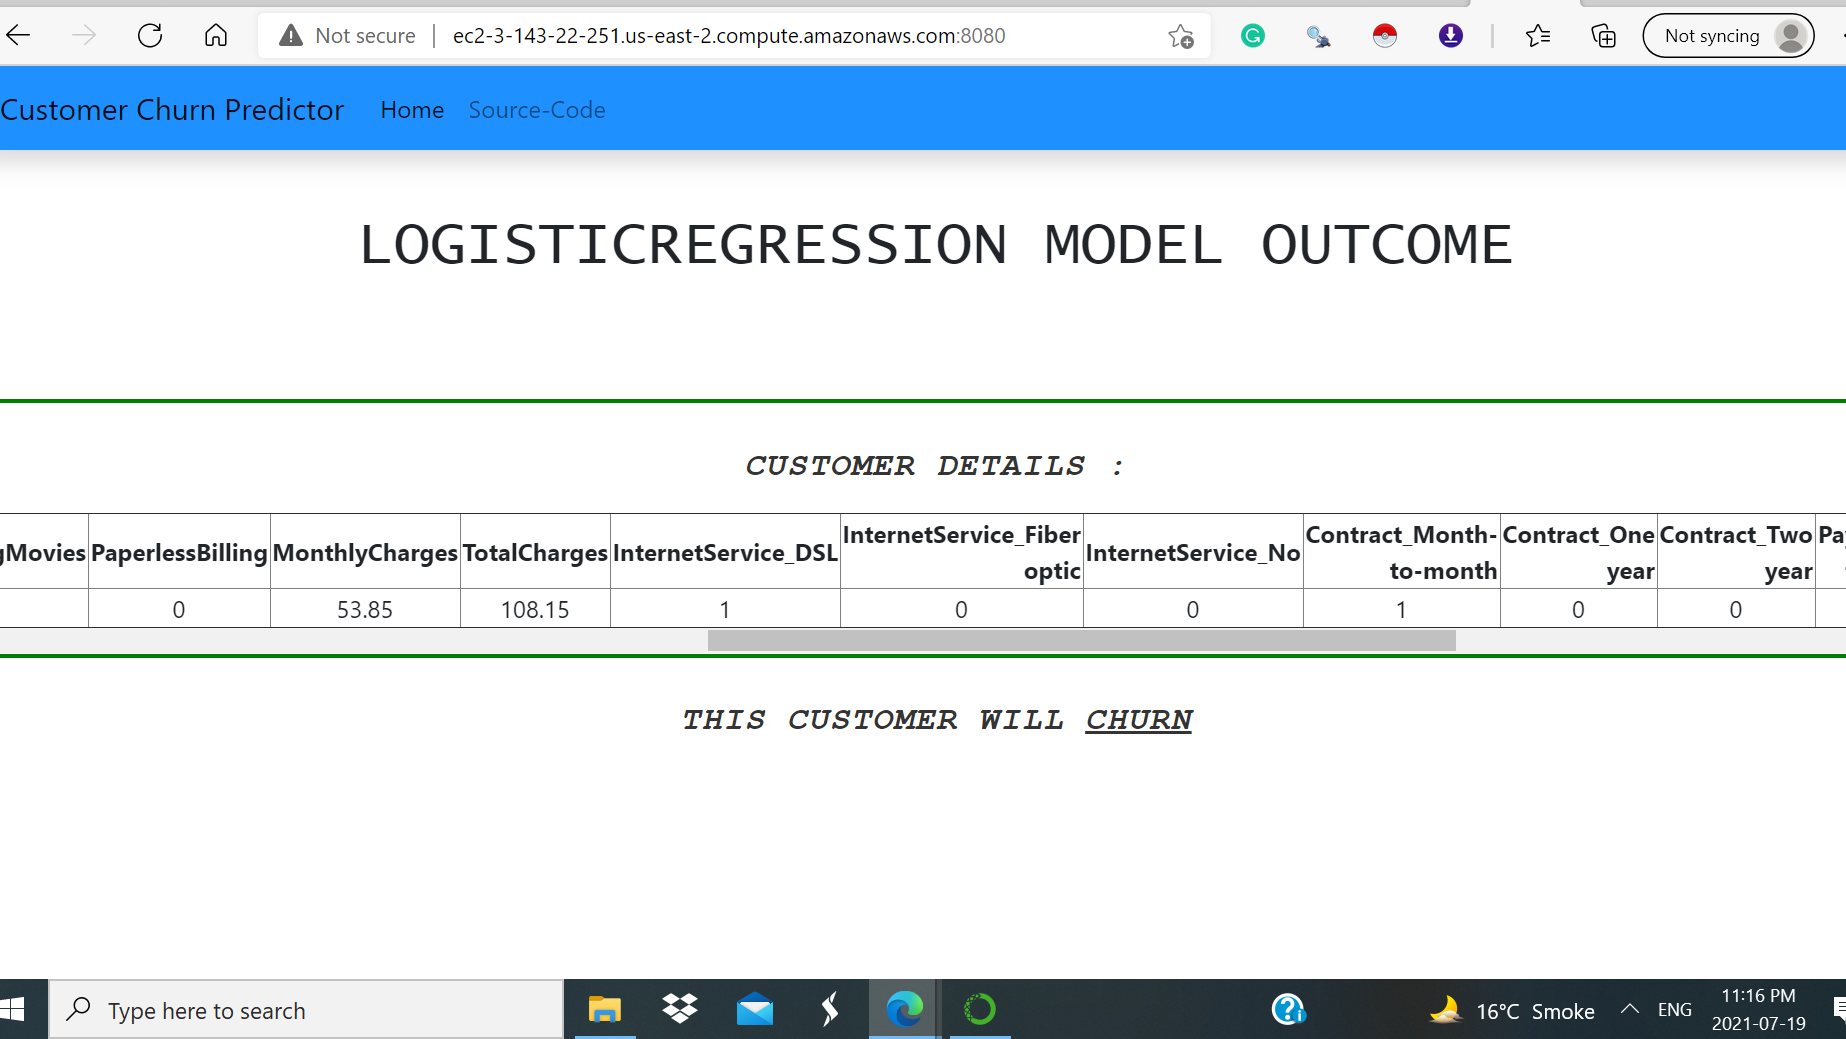 Not secure ec2-3-143-22-251.us-east-2.compute.amazonaws.com:8080 Not syncing
Customer Churn Predictor Home Source-Code
LOGISTICREGRESSION MODEL OUTCOME
CUSTOMER DETAILS :
gMovies PaperlessBilling MonthlyCharges TotalCharges InternetService_DSL InternetService_Fiber optic InternetService_No Contract_Month-to-month Contract_One year Contract_Two year Pa
0 53.85 108.15 1 0 0 1 0 0
THIS CUSTOMER WILL CHURN
Type here to search 16°C Smoke ENG 11:16 PM
2021-07-19